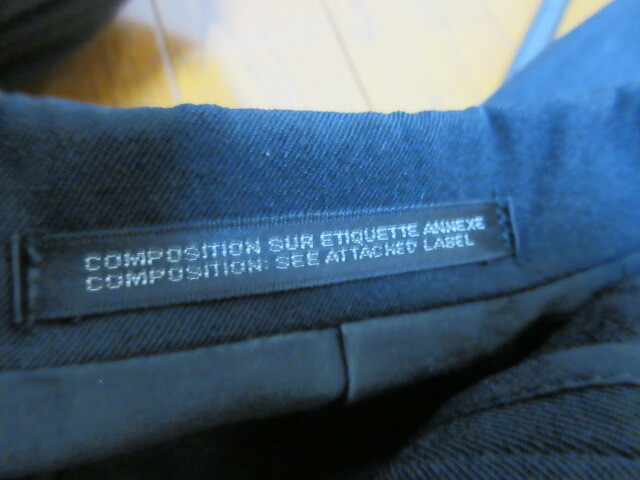 COMPOSITION SUR ETIQUETTE ANNEXE
COMPOSITION: SEE ATTACHED LABEL